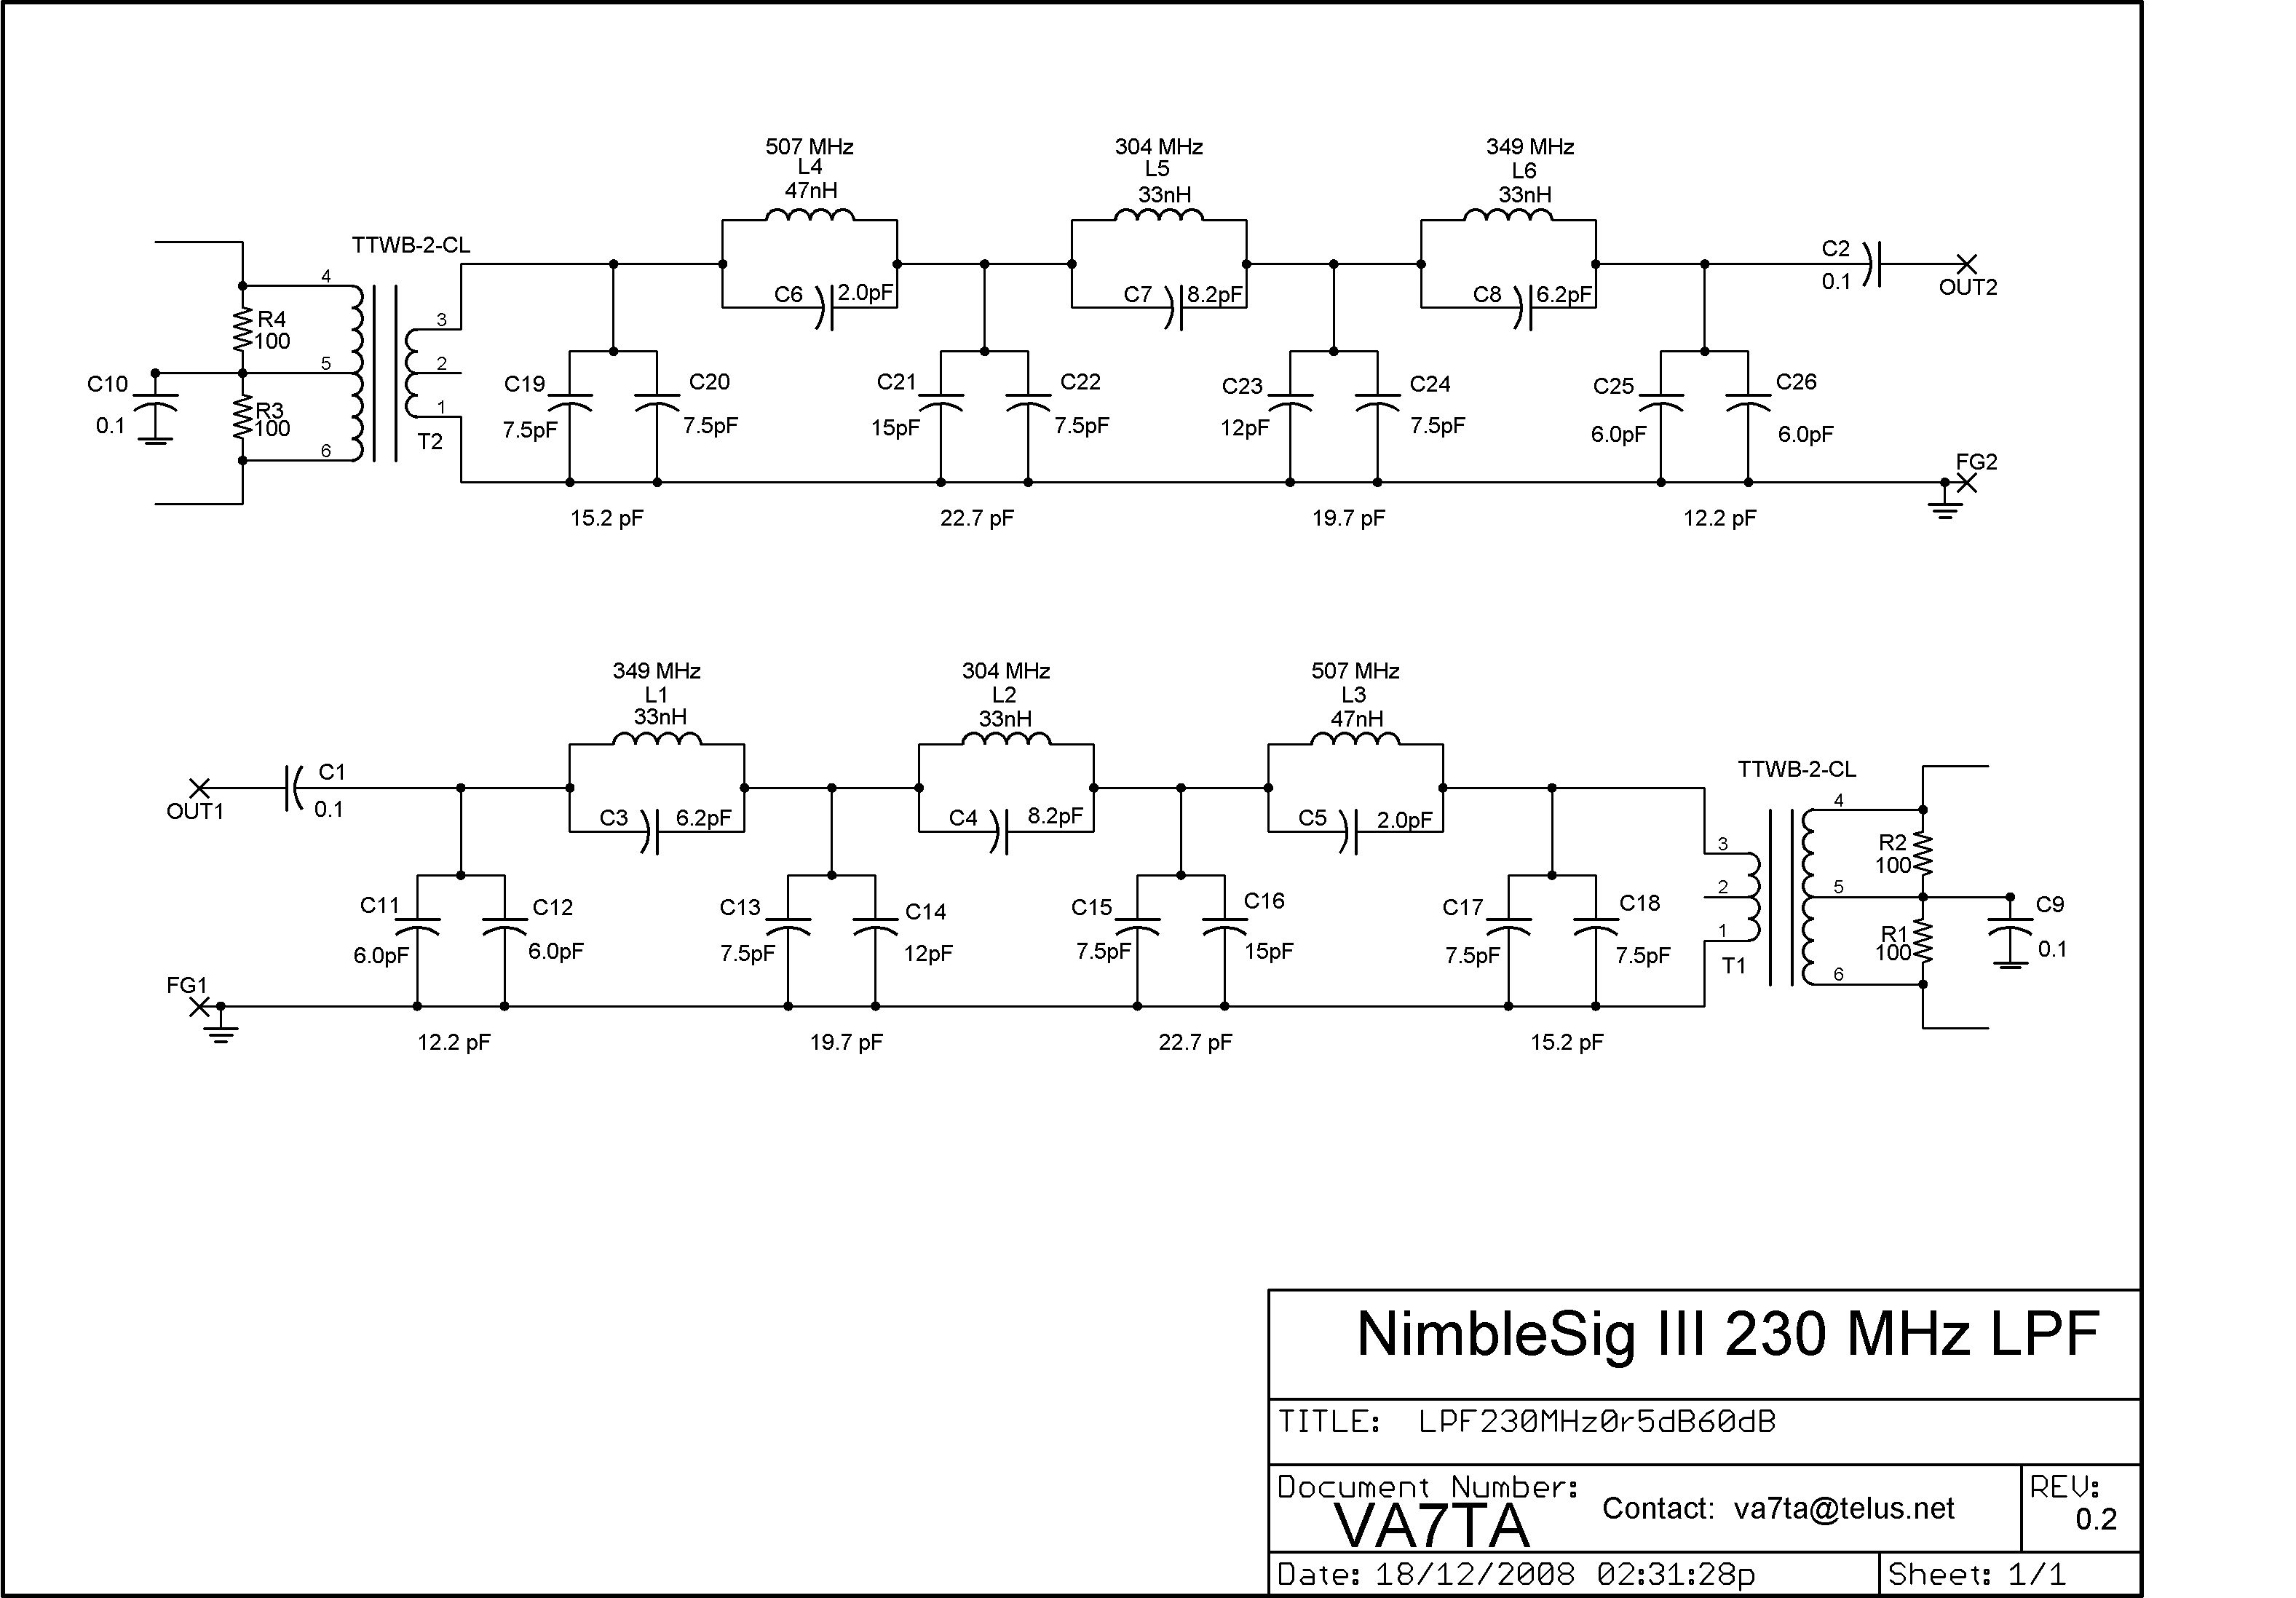 507 MHz
L4
47nH
304 MHz
L5
33nH
349 MHz
L6
33nH
TTWB-2-CL
4
R4
100
5
C10
0.1
R3
100
6
3
2
1
T2
C6
2.0pF
C7
8.2pF
C8
6.2pF
C2
0.1
OUT2
C19
7.5pF
C20
7.5pF
C21
15pF
C22
7.5pF
C23
12pF
C24
7.5pF
C25
6.0pF
C26
6.0pF
FG2
15.2 pF
22.7 pF
19.7 pF
12.2 pF
349 MHz
L1
33nH
304 MHz
L2
33nH
507 MHz
L3
47nH
OUT1
C1
0.1
C3
6.2pF
C4
8.2pF
C5
2.0pF
TTWB-2-CL
3
2
1
T1
4
5
6
R2
100
R1
100
C9
0.1
C11
6.0pF
C12
6.0pF
C13
7.5pF
C14
12pF
C15
7.5pF
C16
15pF
C17
7.5pF
C18
7.5pF
FG1
12.2 pF
19.7 pF
22.7 pF
15.2 pF
NimbleSig III 230 MHz LPF
TITLE: LPF230MHz0r5dB60dB
Document Number:
VA7TA
Contact: va7ta@telus.net
REV:
0.2
Date: 18/12/2008 02:31:28p
Sheet: 1/1